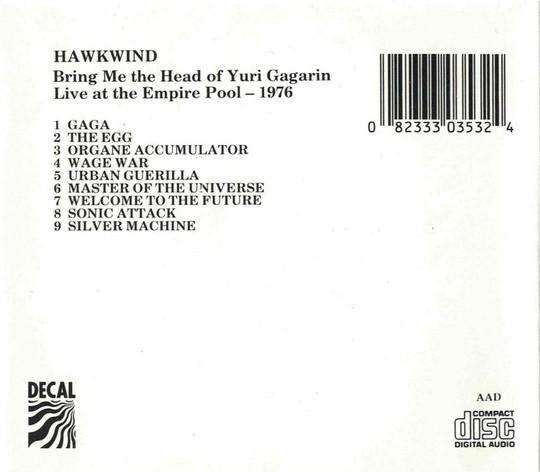 HAWKWIND
Bring Me the Head of Yuri Gagarin
Live at the Empire Pool – 1976
1 GAGA
2 THE EGG
3 ORGANE ACCUMULATOR
4 WAGE WAR
5 URBAN GUERILLA
6 MASTER OF THE UNIVERSE
7 WELCOME TO THE FUTURE
8 SONIC ATTACK
9 SILVER MACHINE
0 82333 03532 4
DECAL
AAD
COMPACT
disc
DIGITAL AUDIO